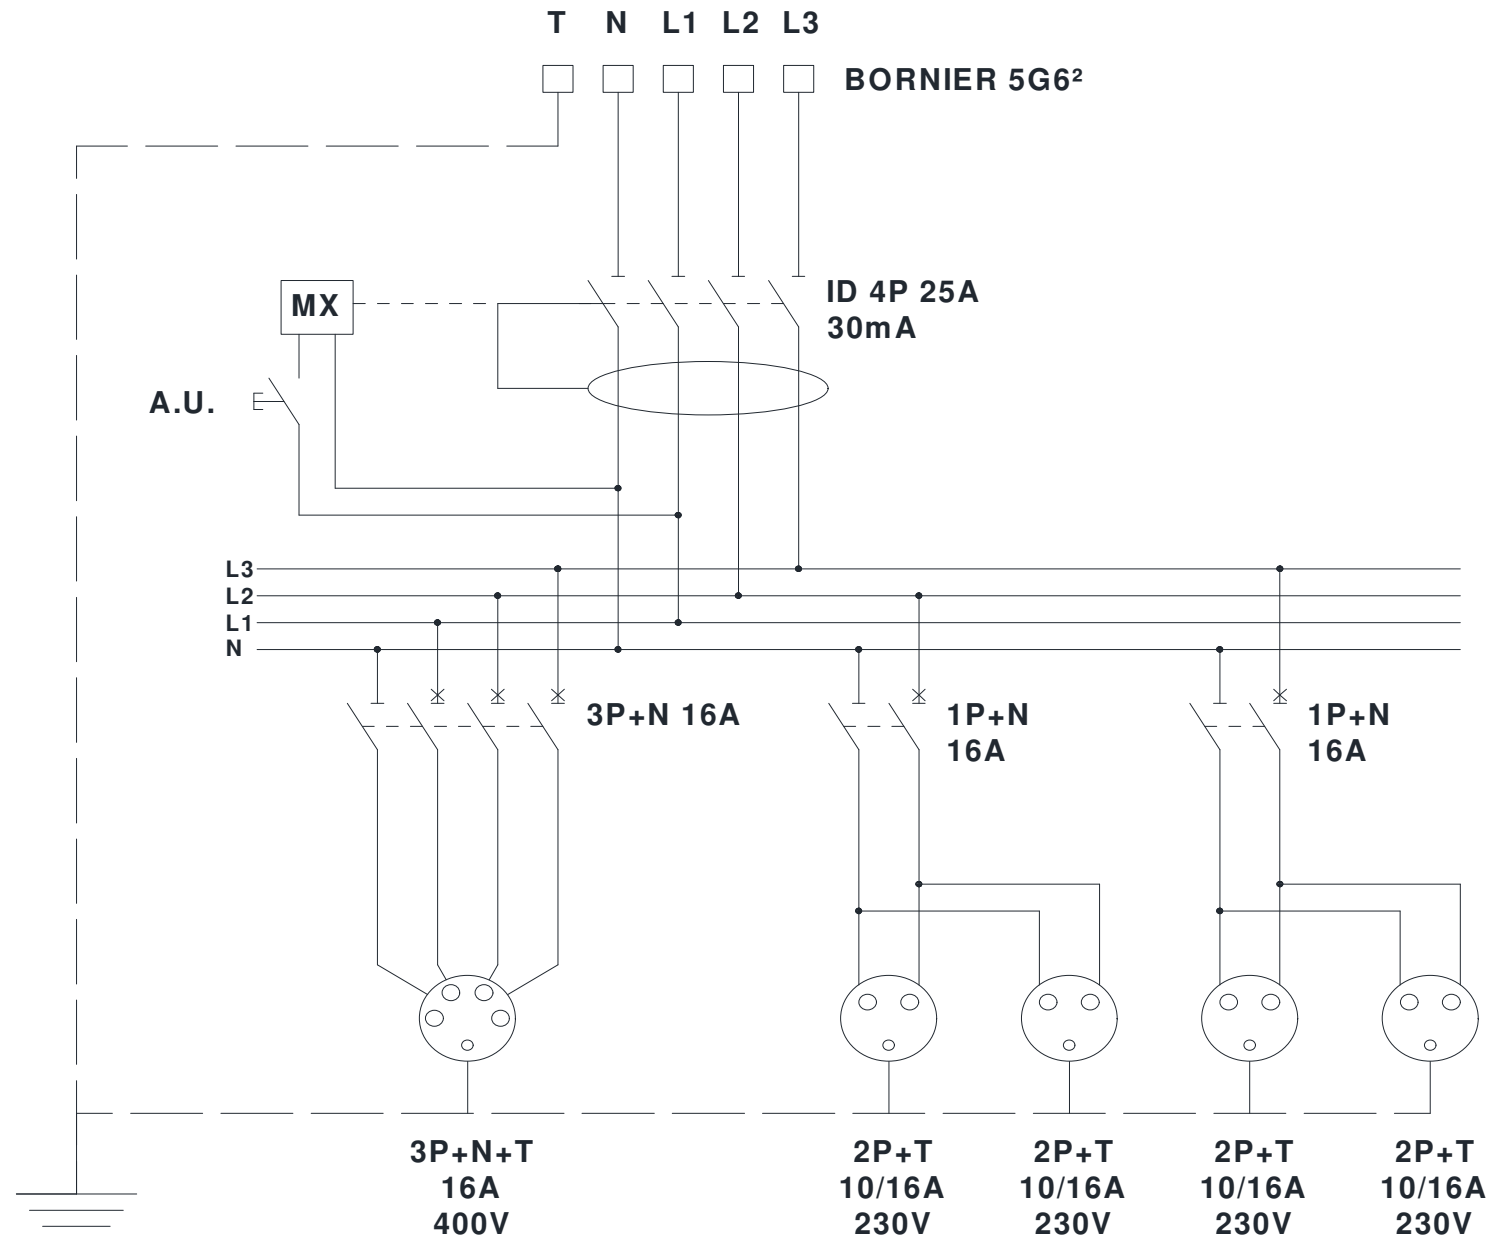 T N L1 L2 L3
BORNIER 5G6²
MX
ID 4P 25A
30mA
A.U.
L3
L2
L1
N
3P+N 16A
1P+N
16A
1P+N
16A
3P+N+T
16A
400V
2P+T
10/16A
230V
2P+T
10/16A
230V
2P+T
10/16A
230V
2P+T
10/16A
230V